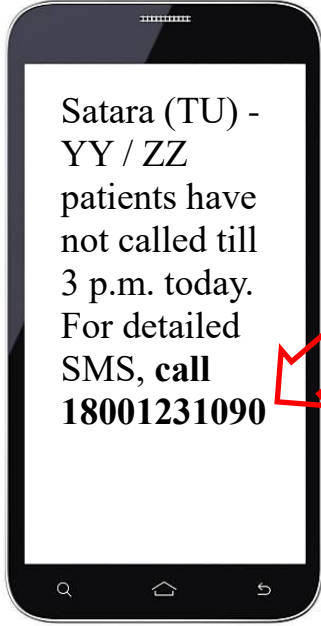 Satara (TU) -
YY / ZZ
patients have
not called till
3 p.m. today.
For detailed
SMS, call
18001231090